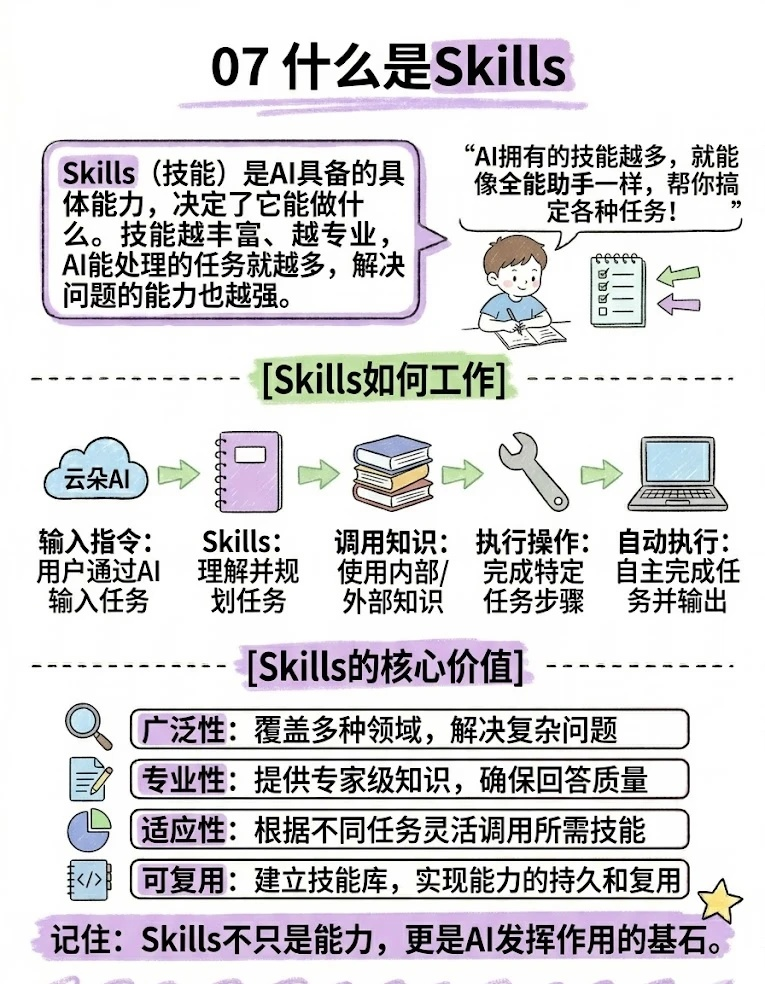 07 什么是Skills
Skills（技能）是AI具备的具
体能力，决定了它能做什
么。技能越丰富、越专业，
AI能处理的任务就越多，解决
问题的能力也越强。
“AI拥有的技能越多，就能
像全能助手一样，帮你搞
定各种任务！”
[Skills如何工作]
云朵AI
输入指令：
用户通过AI
输入任务
Skills：
理解并规
划任务
调用知识：
使用内部/
外部知识
执行操作：
完成特定
任务步骤
自动执行：
自主完成任
务并输出
[Skills的核心价值]
广泛性：覆盖多种领域，解决复杂问题
专业性：提供专家级知识，确保回答质量
适应性：根据不同任务灵活调用所需技能
</>
可复用：建立技能库，实现能力的持久和复用
记住：Skills不只是能力，更是AI发挥作用的基石。